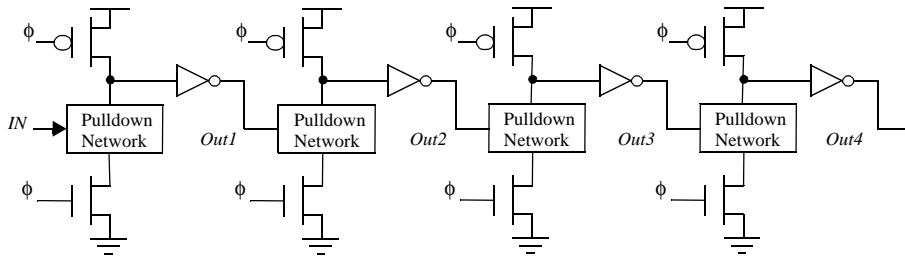 ϕ
ϕ
ϕ
ϕ
IN
Pulldown
Network
Out1
Pulldown
Network
Out2
Pulldown
Network
Out3
Pulldown
Network
Out4
ϕ
ϕ
ϕ
ϕ